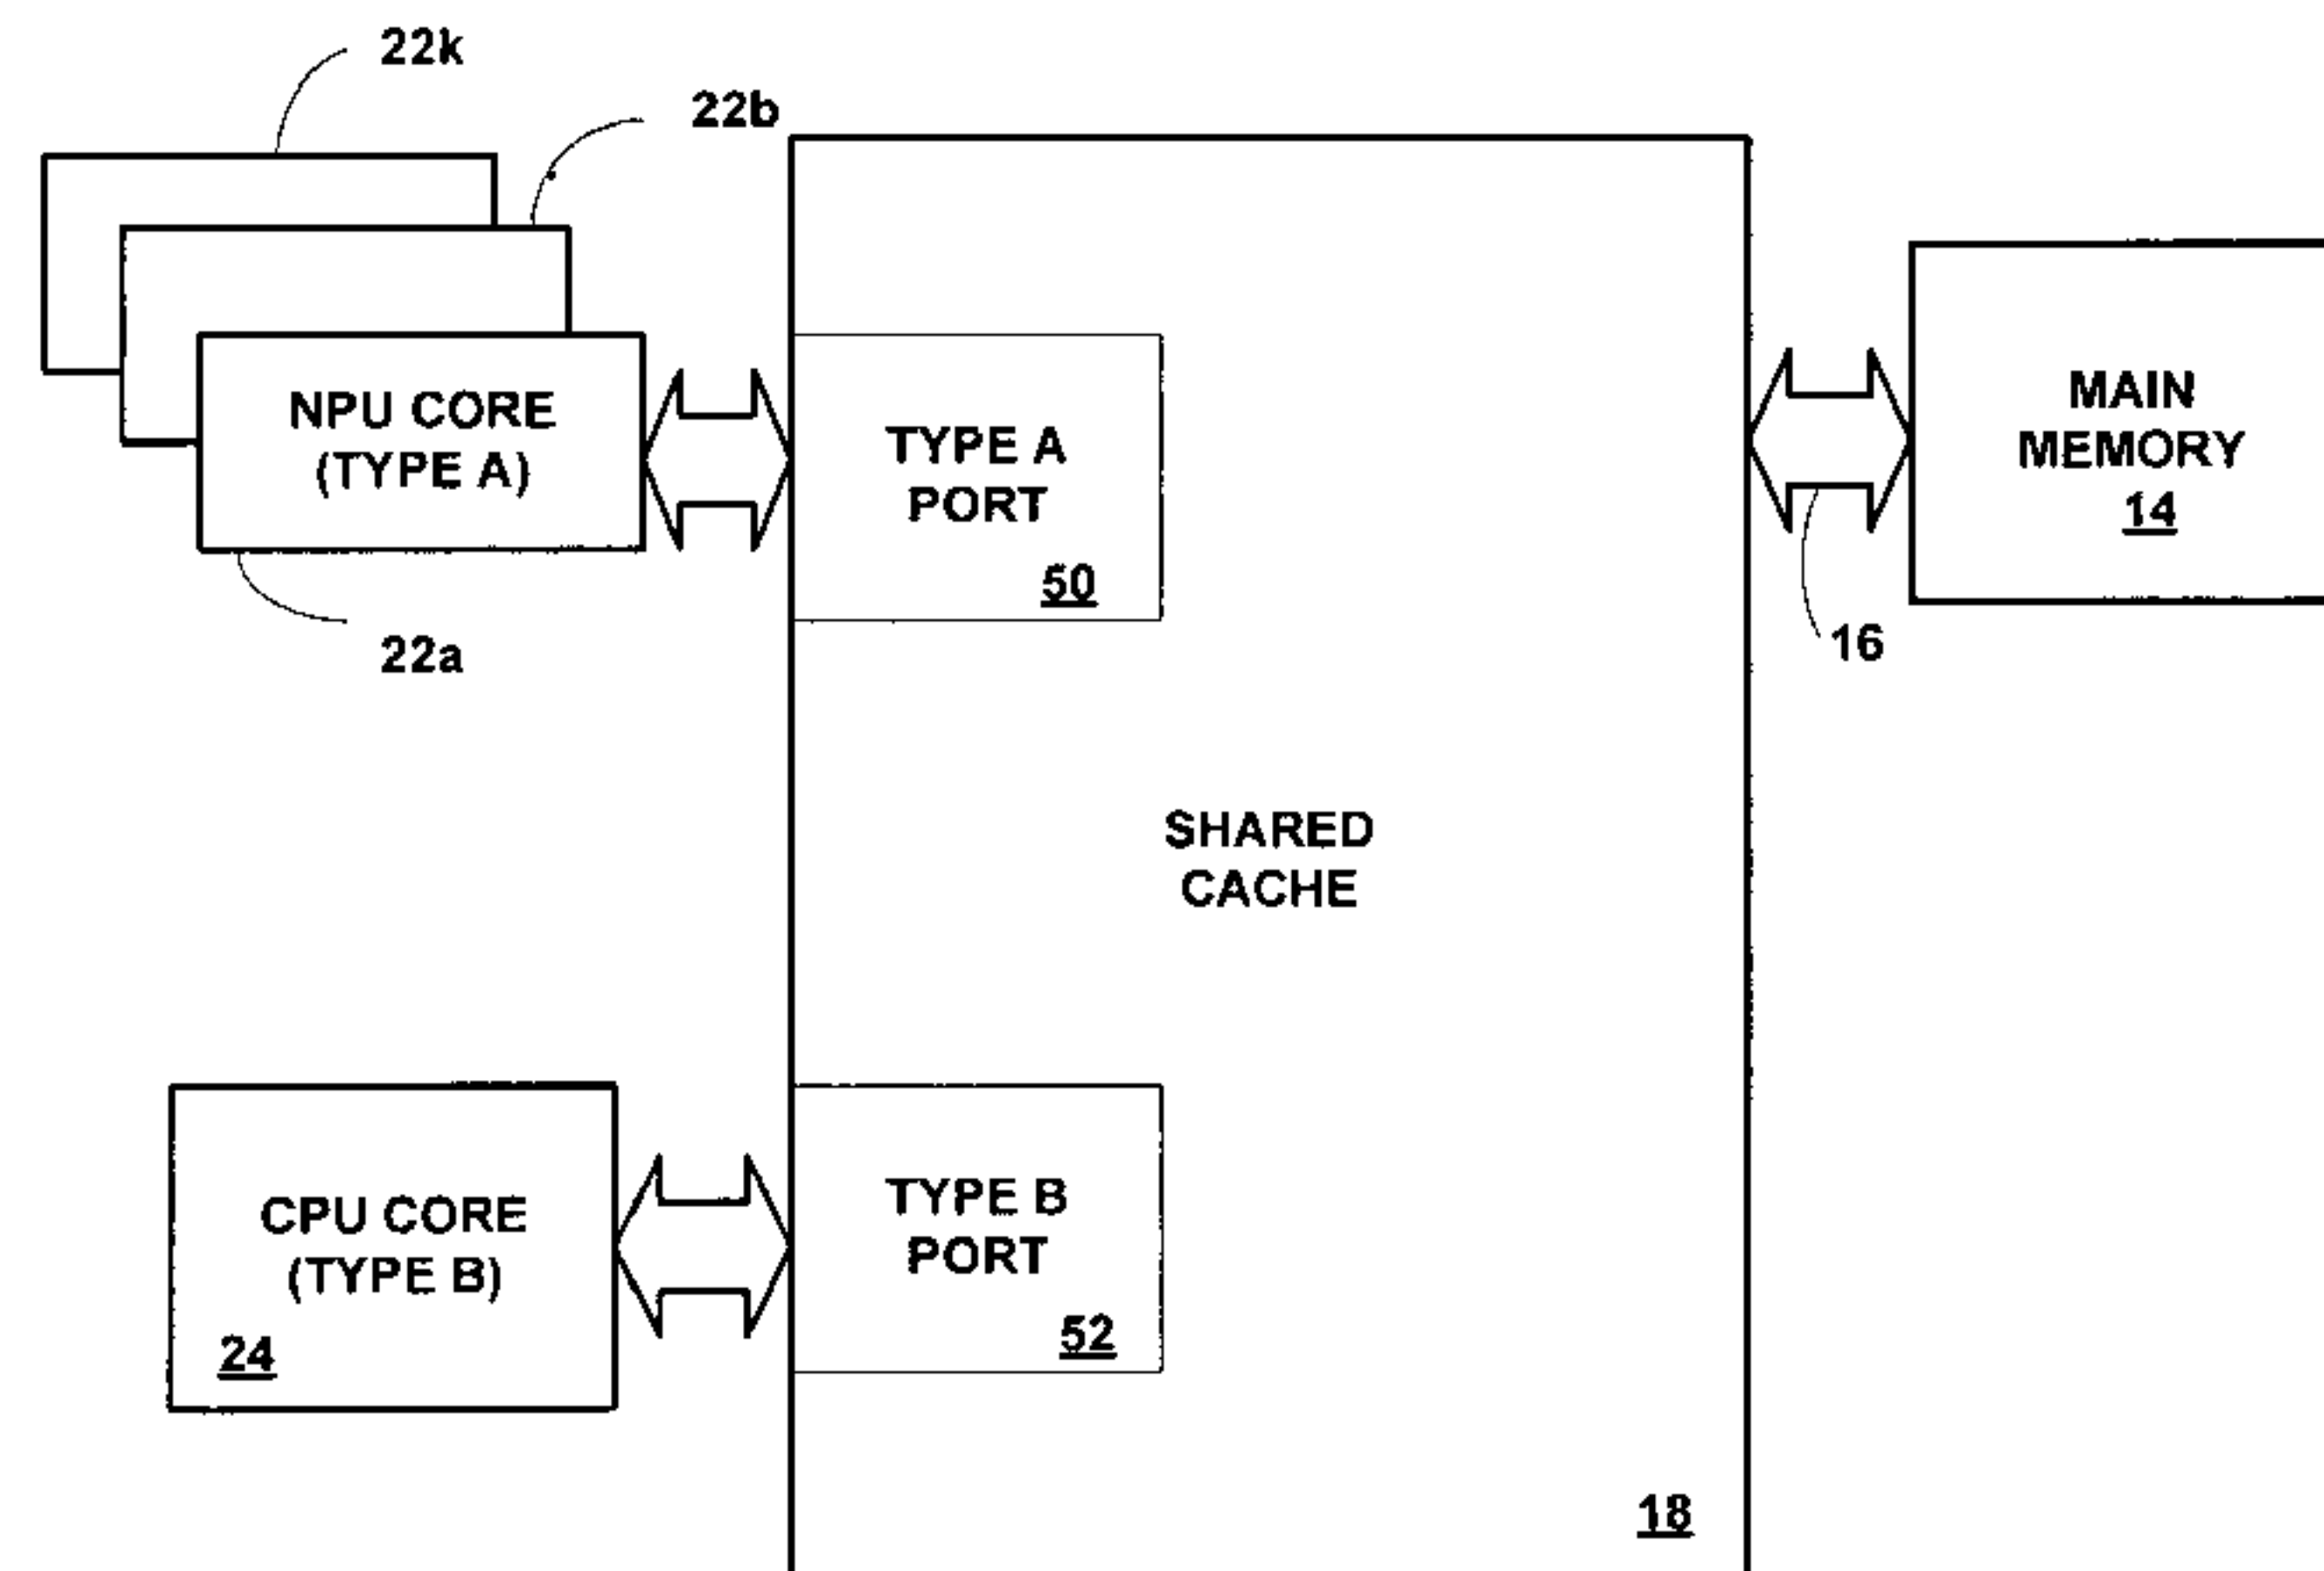 22k
22b
NPU CORE
(TYPE A)
22a
TYPE A
PORT
50
MAIN
MEMORY
14
16
SHARED
CACHE
CPU CORE
(TYPE B)
24
TYPE B
PORT
52
18